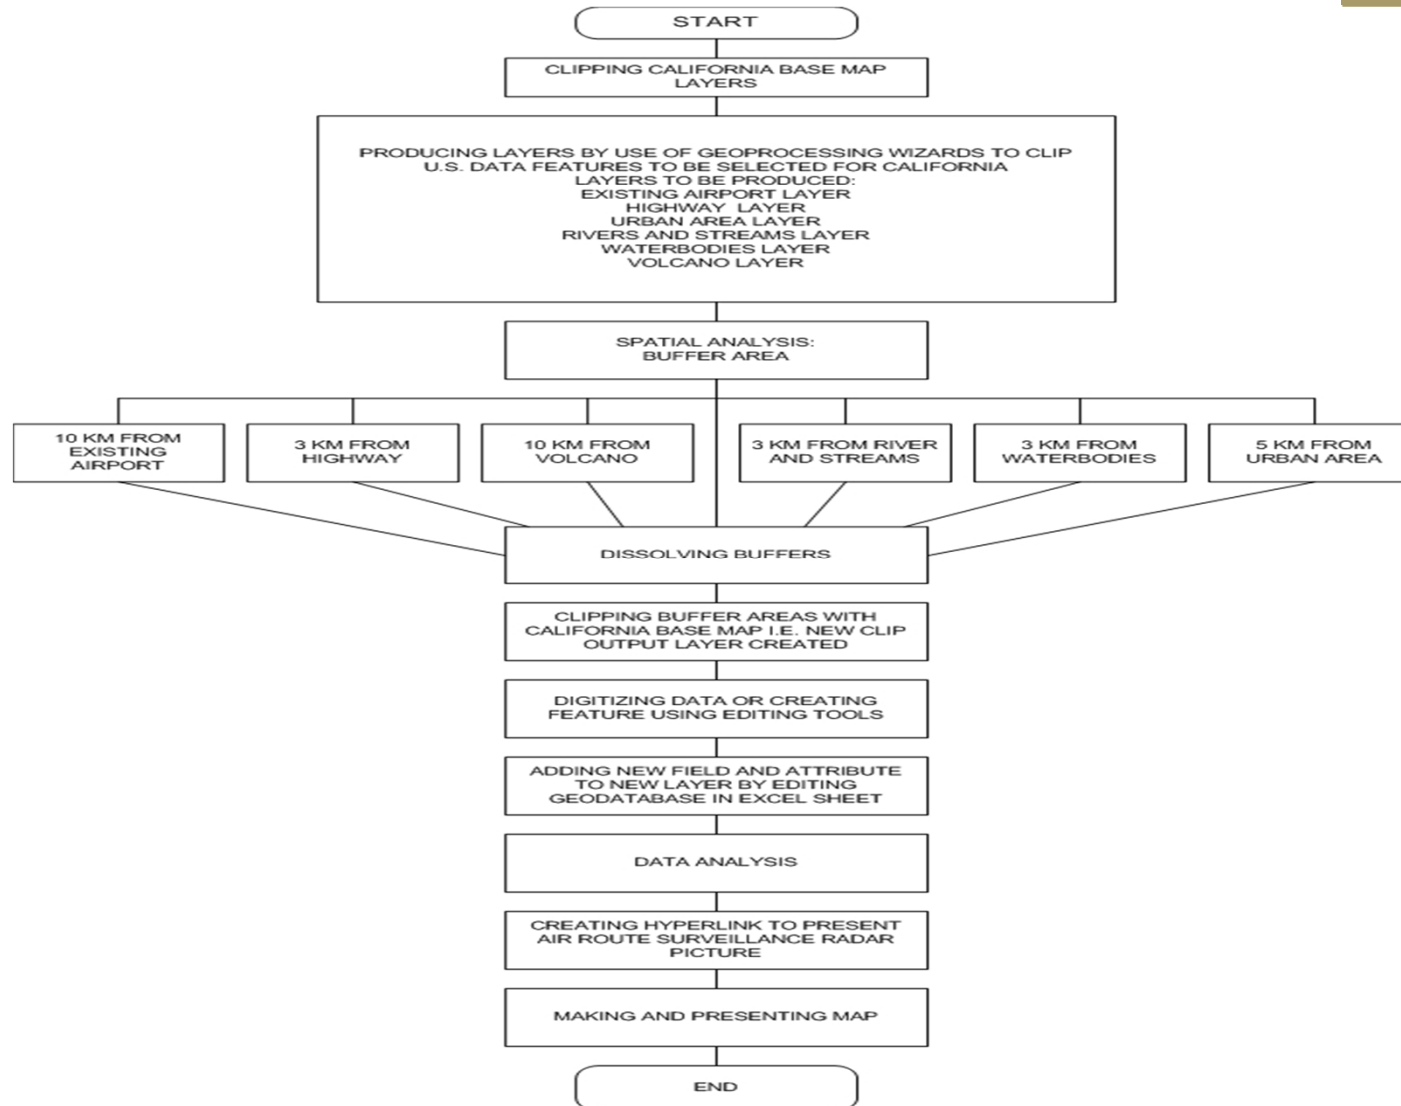 START
CLIPPING CALIFORNIA BASE MAP
LAYERS
PRODUCING LAYERS BY USE OF GEOPROCESSING WIZARDS TO CLIP
U.S. DATA FEATURES TO BE SELECTED FOR CALIFORNIA
LAYERS TO BE PRODUCED:
EXISTING AIRPORT LAYER
HIGHWAY LAYER
URBAN AREA LAYER
RIVERS AND STREAMS LAYER
WATERBODIES LAYER
VOLCANO LAYER
SPATIAL ANALYSIS:
BUFFER AREA
10 KM FROM
EXISTING
AIRPORT
3 KM FROM
HIGHWAY
10 KM FROM
VOLCANO
3 KM FROM RIVER
AND STREAMS
3 KM FROM
WATERBODIES
5 KM FROM
URBAN AREA
DISSOLVING BUFFERS
CLIPPING BUFFER AREAS WITH
CALIFORNIA BASE MAP I.E. NEW CLIP
OUTPUT LAYER CREATED
DIGITIZING DATA OR CREATING
FEATURE USING EDITING TOOLS
ADDING NEW FIELD AND ATTRIBUTE
TO NEW LAYER BY EDITING
GEODATABASE IN EXCEL SHEET
DATA ANALYSIS
CREATING HYPERLINK TO PRESENT
AIR ROUTE SURVEILLANCE RADAR
PICTURE
MAKING AND PRESENTING MAP
END